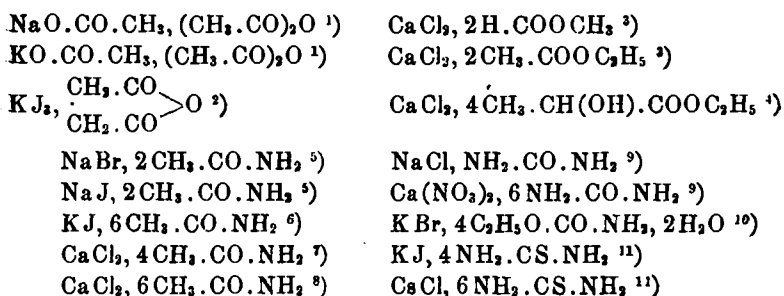 NaO.CO.CH₃, (CH₃.CO)₂O ¹) CaCl₂, 2H.COOCH₃ ³)
KO.CO.CH₃, (CH₃.CO)₂O ¹) CaCl₂, 2CH₃.COOC₂H₅ ³)
CH₂.CO
KJ₃, >O ²) CaCl₂, 4CH₃.CH(OH).COOC₂H₅ ⁴)
CH₂.CO
NaBr, 2CH₃.CO.NH₂ ⁵) NaCl, NH₂.CO.NH₂ ⁹)
NaJ, 2CH₃.CO.NH₂ ⁵) Ca(NO₃)₂, 6NH₂.CO.NH₂ ⁹)
KJ, 6CH₃.CO.NH₂ ⁶) KBr, 4C₂H₅O.CO.NH₂, 2H₂O ¹⁰)
CaCl₂, 4CH₃.CO.NH₂ ⁷) KJ, 4NH₂.CS.NH₂ ¹¹)
CaCl₂, 6CH₃.CO.NH₂ ⁸) CsCl, 6NH₂.CS.NH₂ ¹¹)